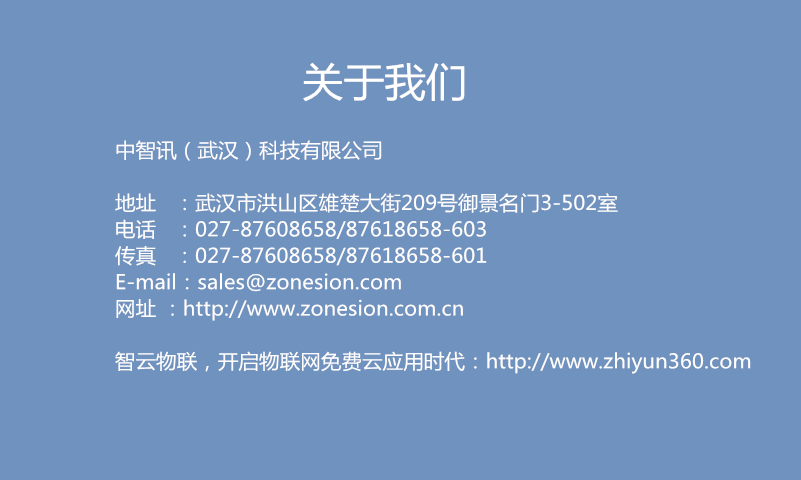 关于我们
中智讯（武汉）科技有限公司
地址　：武汉市洪山区雄楚大街209号御景名门3-502室
电话　：027-87608658/87618658-603
传真　：027-87608658/87618658-601
E-mail：sales@zonesion.com
网址 ：http://www.zonesion.com.cn
智云物联，开启物联网免费云应用时代：http://www.zhiyun360.com